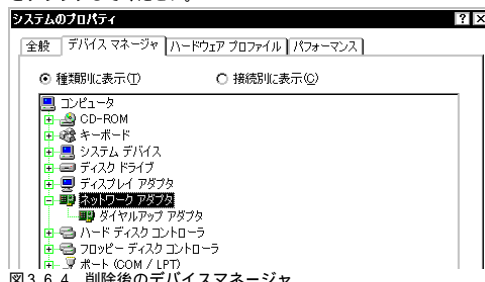 システムのプロパティ
全般 デバイス マネージャ ハードウェア プロファイル パフォーマンス
種類別に表示(T) 接続別に表示(C)
コンピュータ
CD-ROM
キーボード
システム デバイス
ディスク ドライブ
ディスプレイ アダプタ
ネットワーク アダプタ
ダイヤルアップ アダプタ
ハード ディスク コントローラ
フロッピー ディスク コントローラ
ポート (COM / LPT)
図3.6.4 削除後のデバイスマネージャ